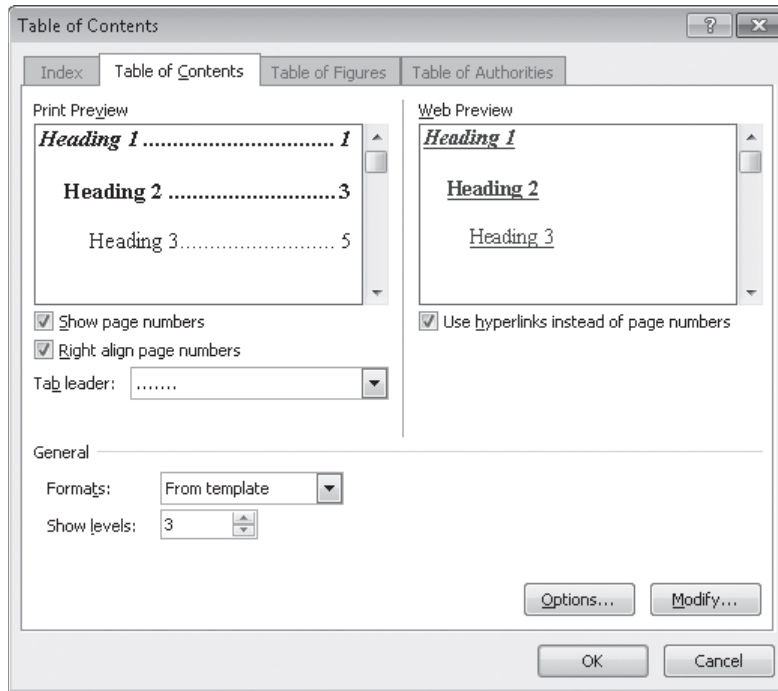 Table of Contents
Index
Table of Contents
Table of Figures
Table of Authorities
Print Preview
Heading 1 ................................. 1
Heading 2 .............................3
Heading 3............................ 5
Web Preview
Heading 1
Heading 2
Heading 3
Show page numbers
Right align page numbers
Tab leader: .......
Use hyperlinks instead of page numbers
General
Formats: From template
Show levels: 3
Options... Modify...
OK Cancel